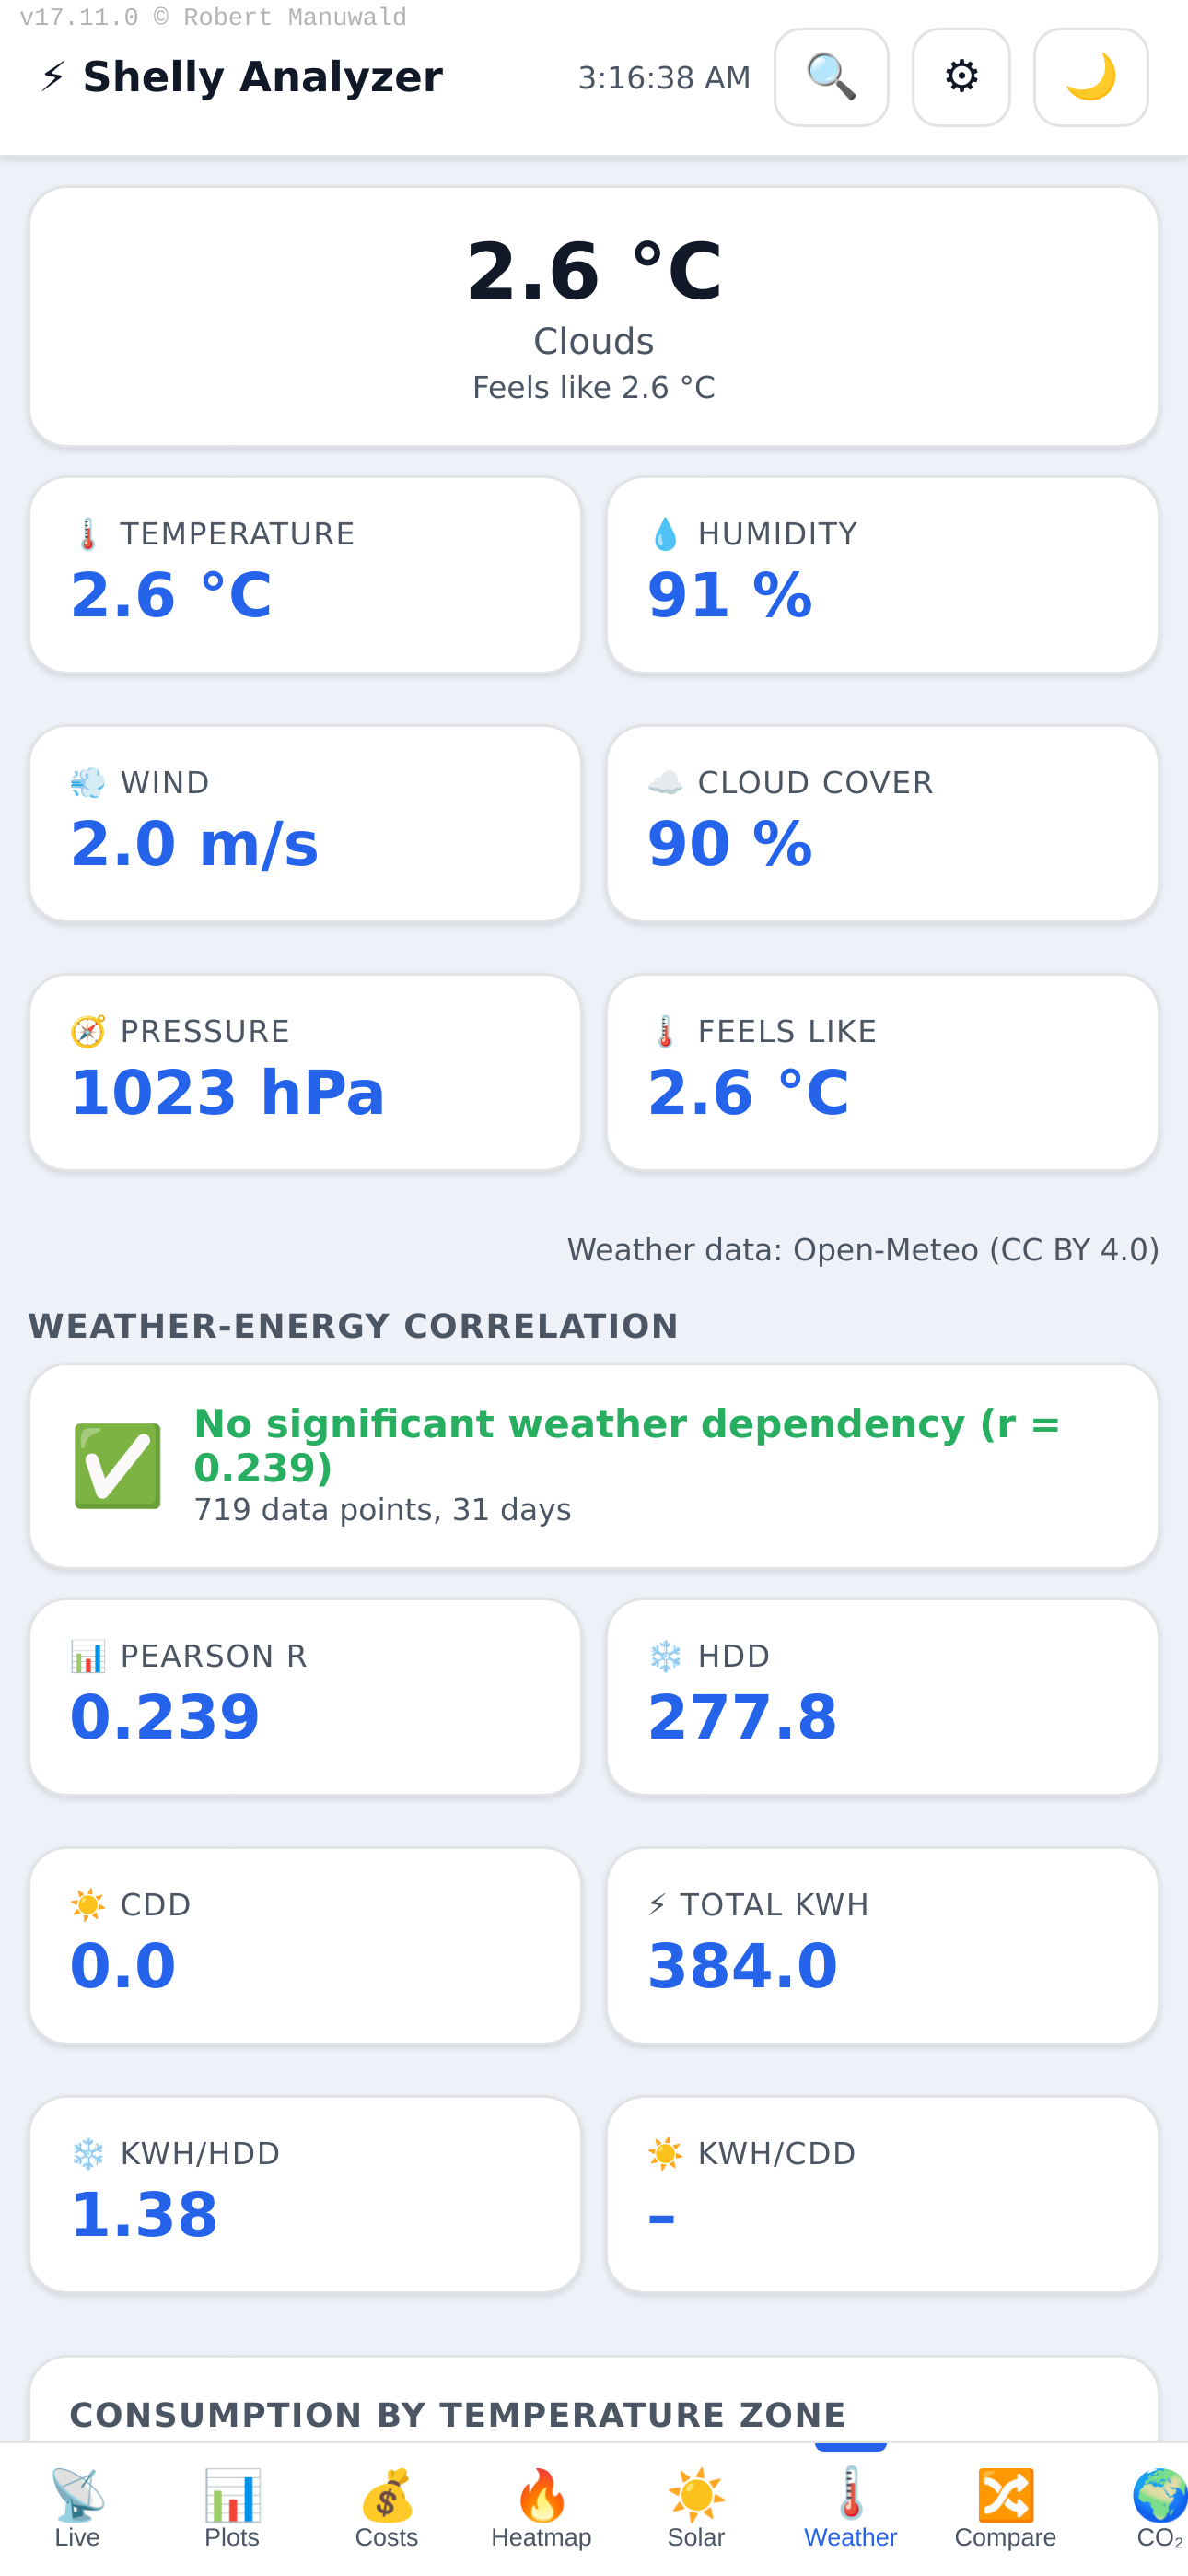 v17.11.0 © Robert Manuwald
⚡ Shelly Analyzer
3:16:38 AM
2.6 °C
Clouds
Feels like 2.6 °C
TEMPERATURE
2.6 °C
HUMIDITY
91 %
WIND
2.0 m/s
CLOUD COVER
90 %
PRESSURE
1023 hPa
FEELS LIKE
2.6 °C
Weather data: Open-Meteo (CC BY 4.0)
WEATHER-ENERGY CORRELATION
No significant weather dependency (r =
0.239)
719 data points, 31 days
PEARSON R
0.239
HDD
277.8
CDD
0.0
⚡ TOTAL KWH
384.0
KWH/HDD
1.38
KWH/CDD
–
CONSUMPTION BY TEMPERATURE ZONE
Live
Plots
Costs
Heatmap
Solar
Weather
Compare
CO₂